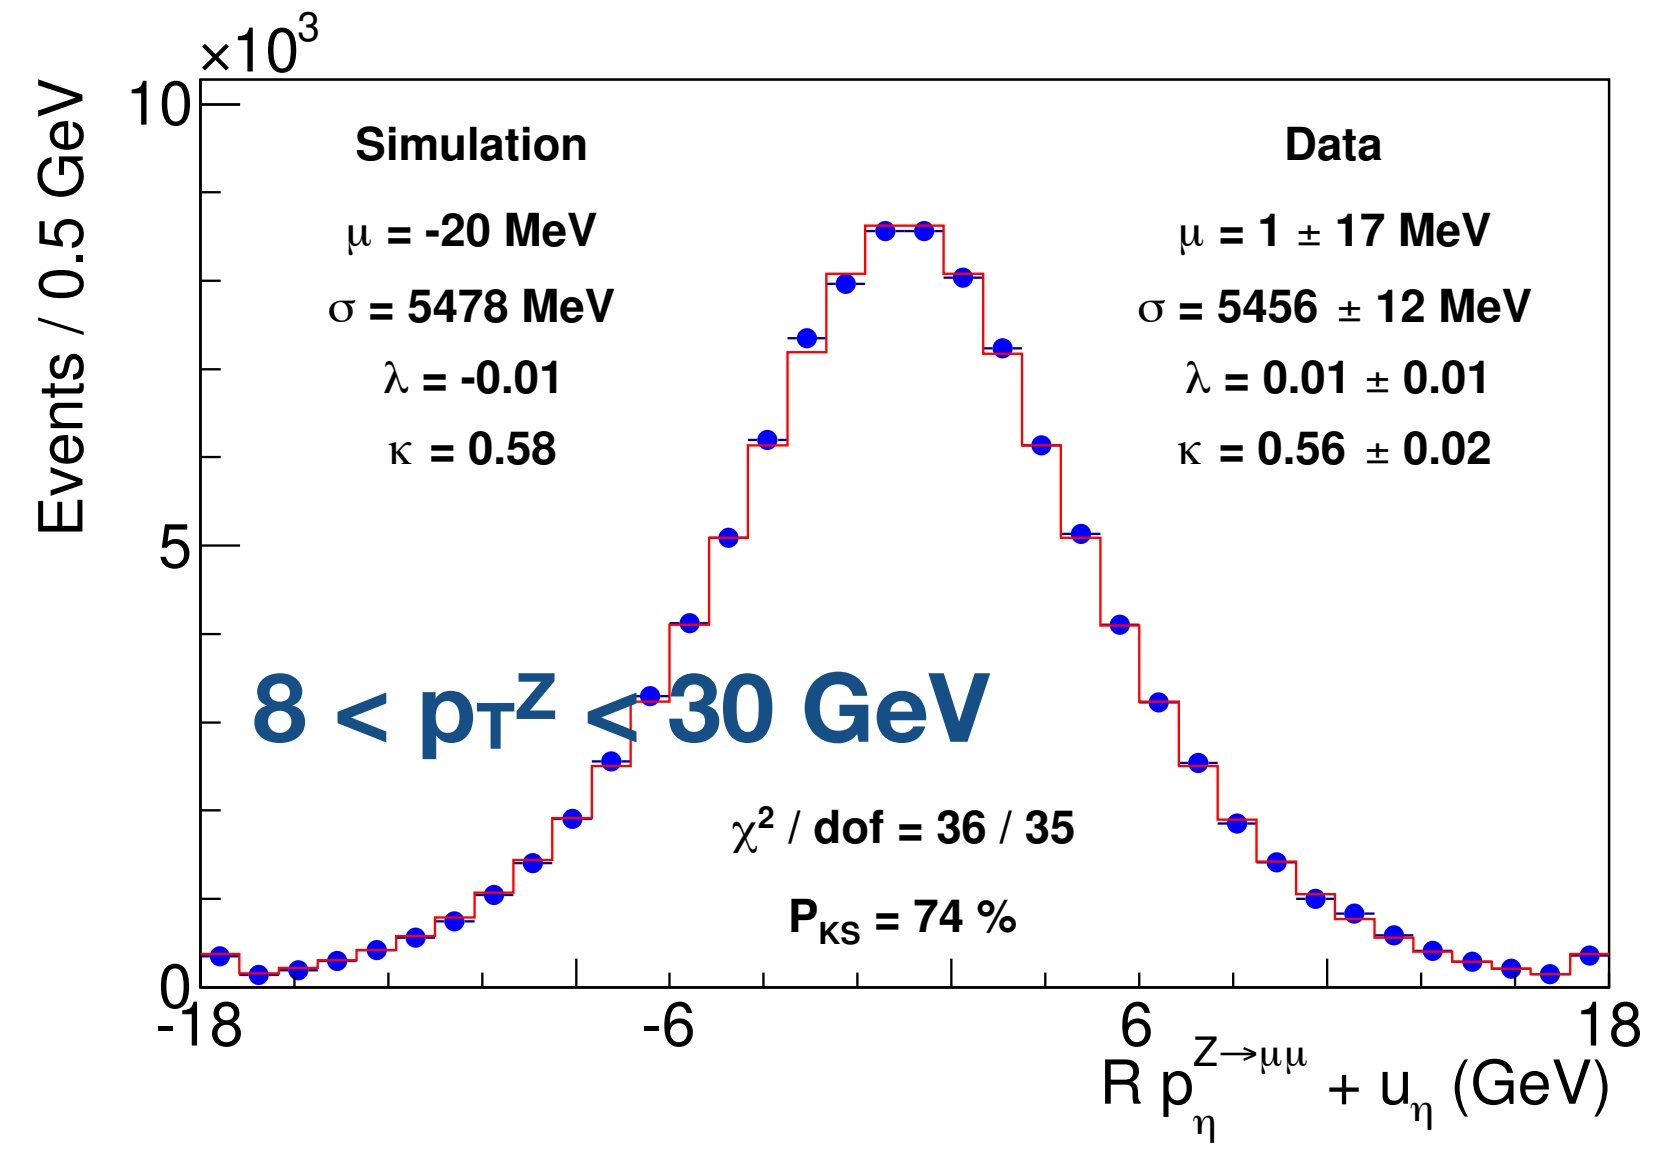 ×10³
Events / 0.5 GeV
10
5
0
Simulation
μ = -20 MeV
σ = 5478 MeV
λ = -0.01
κ = 0.58
Data
μ = 1 ± 17 MeV
σ = 5456 ± 12 MeV
λ = 0.01 ± 0.01
κ = 0.56 ± 0.02
8 < pTZ < 30 GeV
χ² / dof = 36 / 35
PKS = 74 %
-18 -6 6 18
R pηZ→μμ + uη (GeV)